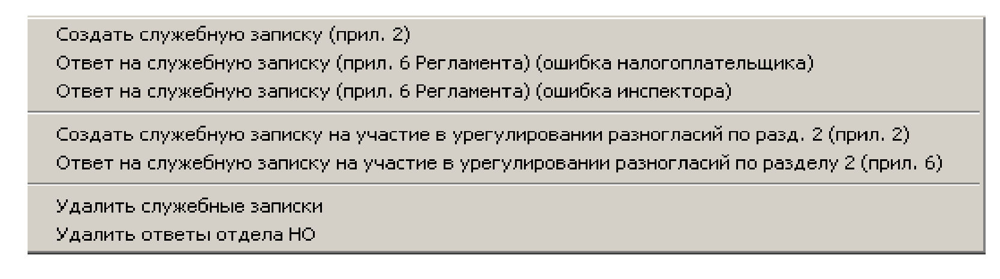 Создать служебную записку (прил. 2)
Ответ на служебную записку (прил. 6 Регламента) (ошибка налогоплательщика)
Ответ на служебную записку (прил. 6 Регламента) (ошибка инспектора)
Создать служебную записку на участие в урегулировании разногласий по разд. 2 (прил. 2)
Ответ на служебную записку на участие в урегулировании разногласий по разделу 2 (прил. 6)
Удалить служебные записки
Удалить ответы отдела НО